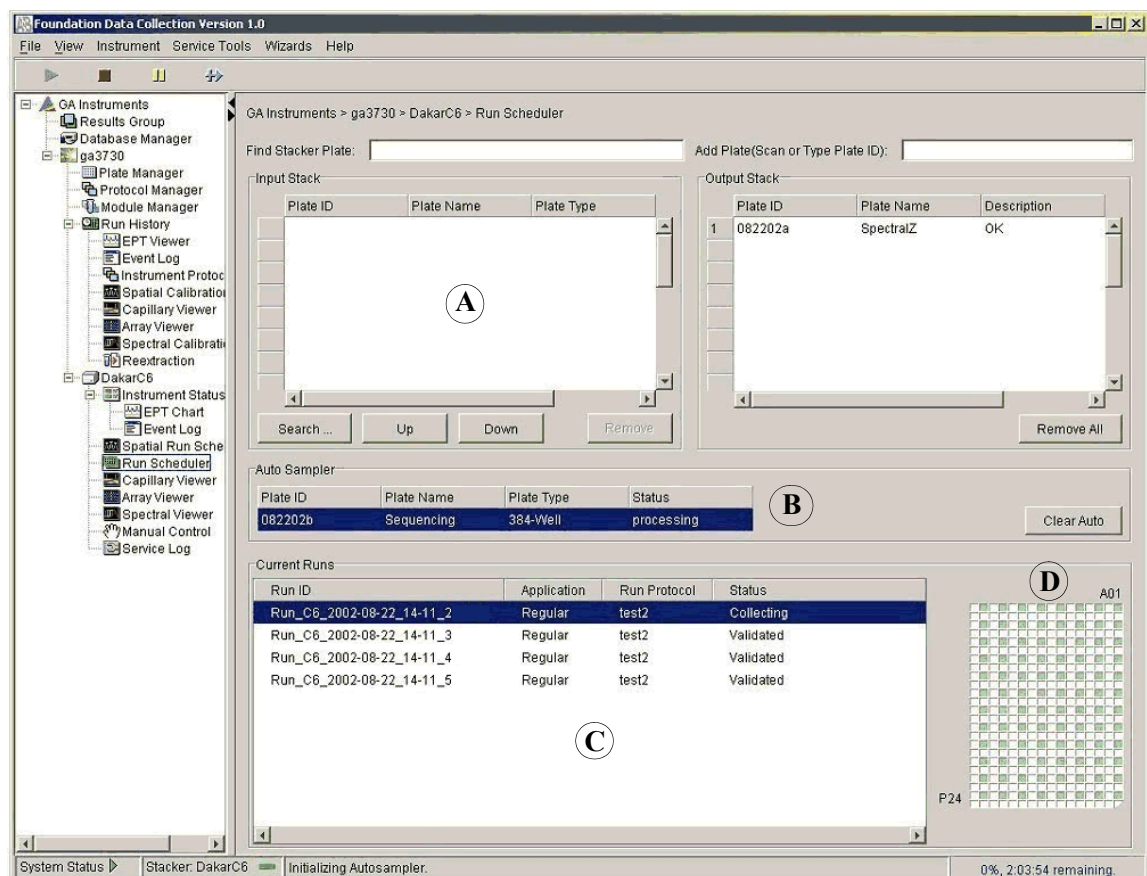 Foundation Data Collection Version 1.0
File View Instrument Service Tools Wizards Help
GA Instruments
Results Group
Database Manager
ga3730
Plate Manager
Protocol Manager
Module Manager
Run History
EPT Viewer
Event Log
Instrument Protoc
Spatial Calibration
Capillary Viewer
Array Viewer
Spectral Calibrati
Reextraction
DakarC6
Instrument Status
EPT Chart
Event Log
Spatial Run Sche
Run Scheduler
Capillary Viewer
Array Viewer
Spectral Viewer
Manual Control
Service Log
GA Instruments > ga3730 > DakarC6 > Run Scheduler
Find Stacker Plate:
Add Plate(Scan or Type Plate ID):
Input Stack
Plate ID Plate Name Plate Type
A
Search ... Up Down Remove
Output Stack
Plate ID Plate Name Description
1 082202a SpectralZ OK
Remove All
Auto Sampler
Plate ID Plate Name Plate Type Status
082202b Sequencing 384-Well processing
B
Clear Auto
Current Runs
Run ID Application Run Protocol Status
Run_C6_2002-08-22_14-11_2 Regular test2 Collecting
Run_C6_2002-08-22_14-11_3 Regular test2 Validated
Run_C6_2002-08-22_14-11_4 Regular test2 Validated
Run_C6_2002-08-22_14-11_5 Regular test2 Validated
C
D
A01
P24
System Status Stacker: DakarC6 Initializing Autosampler. 0%, 2:03:54 remaining.